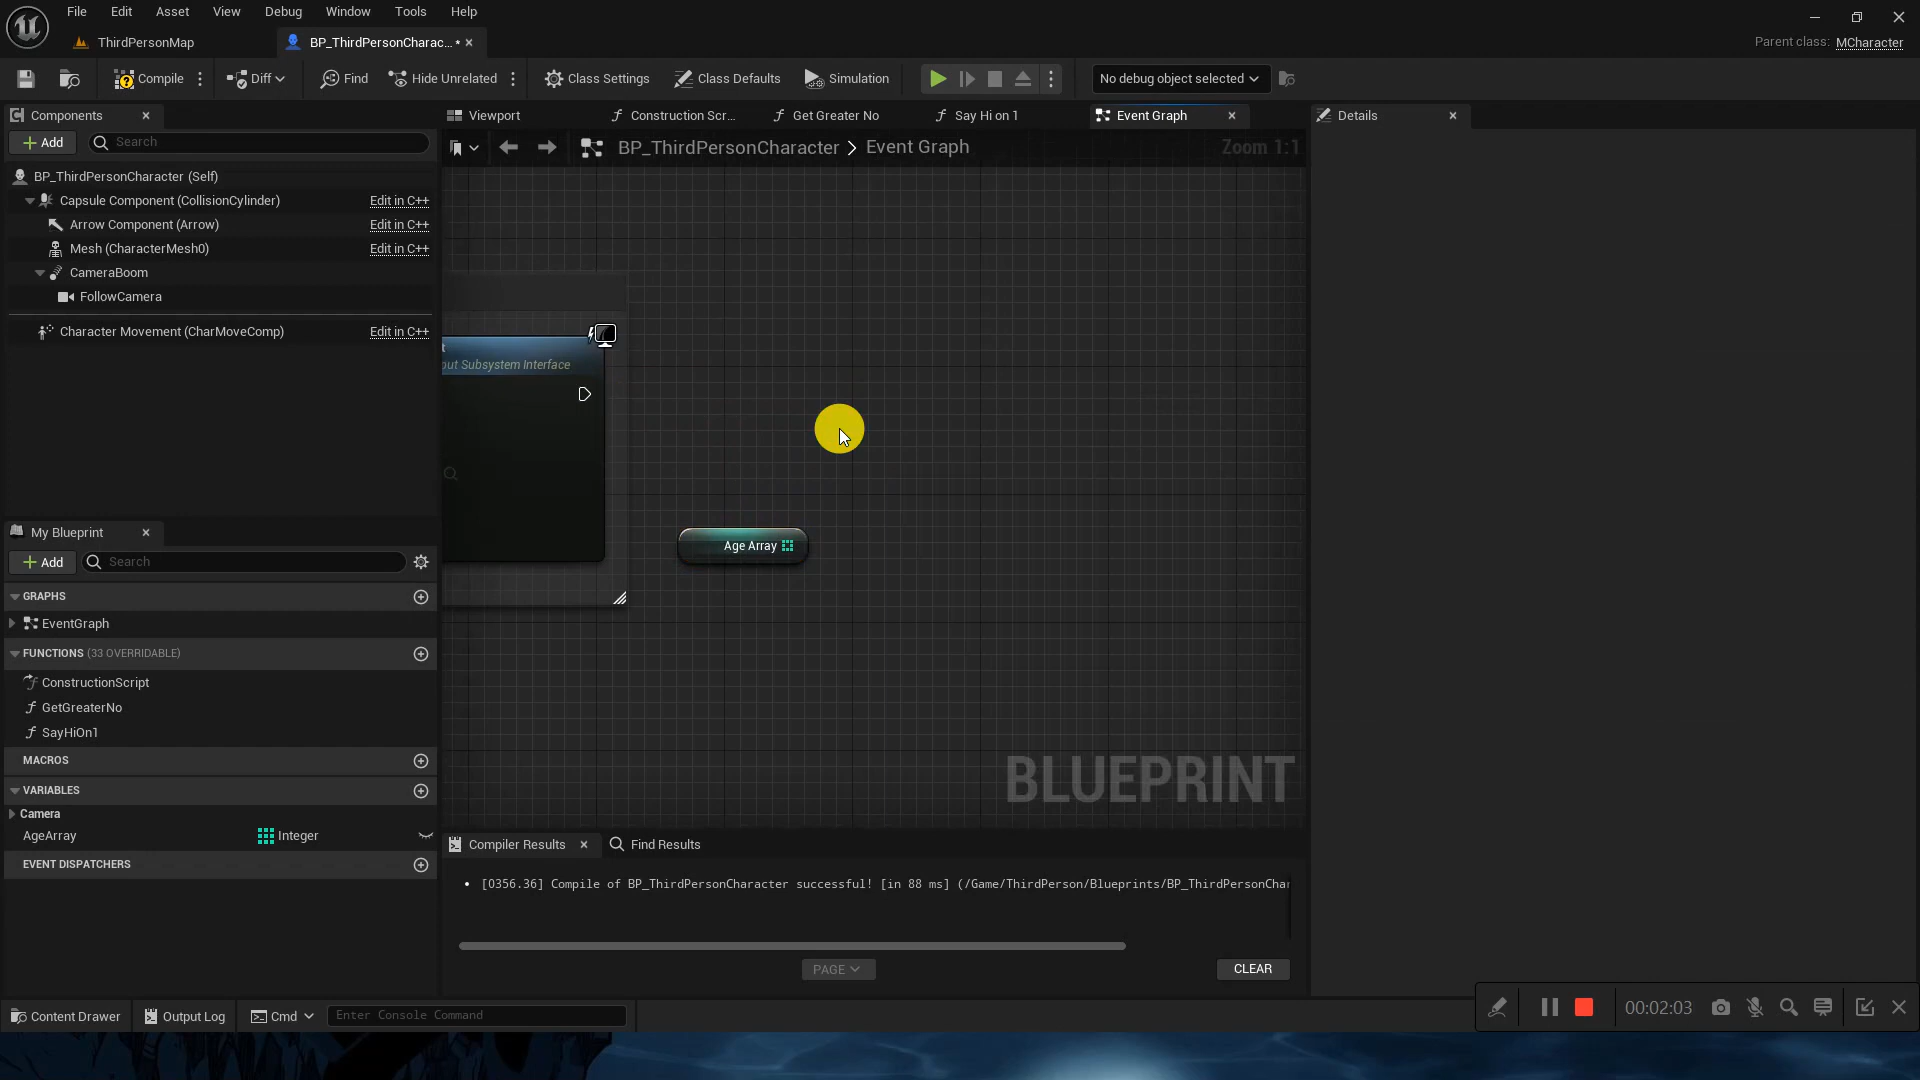 File Edit Asset View Debug Window Tools Help
ThirdPersonMap
BP_ThirdPersonCharac... *
Parent class: MCharacter
Compile
Diff
Find
Hide Unrelated
Class Settings
Class Defaults
Simulation
No debug object selected
Components
Add
Search
BP_ThirdPersonCharacter (Self)
Capsule Component (CollisionCylinder) Edit in C++
Arrow Component (Arrow) Edit in C++
Mesh (CharacterMesh0) Edit in C++
CameraBoom
FollowCamera
Character Movement (CharMoveComp) Edit in C++
My Blueprint
Add
Search
GRAPHS
EventGraph
FUNCTIONS (33 OVERRIDABLE)
ConstructionScript
GetGreaterNo
SayHiOn1
MACROS
VARIABLES
Camera
AgeArray Integer
EVENT DISPATCHERS
Viewport
Construction Scr...
Get Greater No
Say Hi on 1
Event Graph
BP_ThirdPersonCharacter > Event Graph
Zoom 1:1
t
out Subsystem Interface
Age Array
BLUEPRINT
Compiler Results
Find Results
[0356.36] Compile of BP_ThirdPersonCharacter successful! [in 88 ms] (/Game/ThirdPerson/Blueprints/BP_ThirdPersonChar
PAGE
CLEAR
Details
Content Drawer
Output Log
Cmd
Enter Console Command
00:02:03